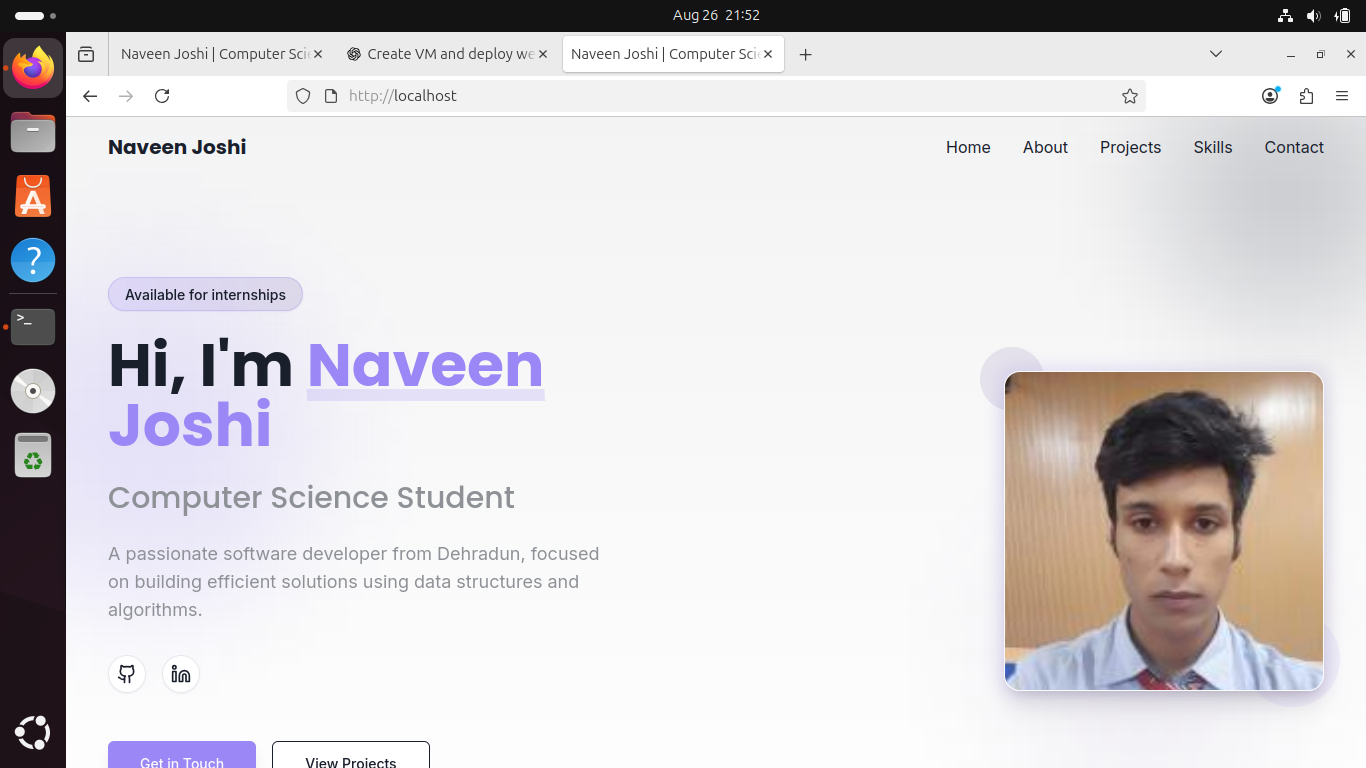 Aug 26 21:52
Naveen Joshi | Computer Scie
Create VM and deploy we
Naveen Joshi | Computer Scie
http://localhost
Naveen Joshi
Home About Projects Skills Contact
Available for internships
Hi, I'm Naveen
Joshi
Computer Science Student
A passionate software developer from Dehradun, focused
on building efficient solutions using data structures and
algorithms.
Get in Touch View Projects